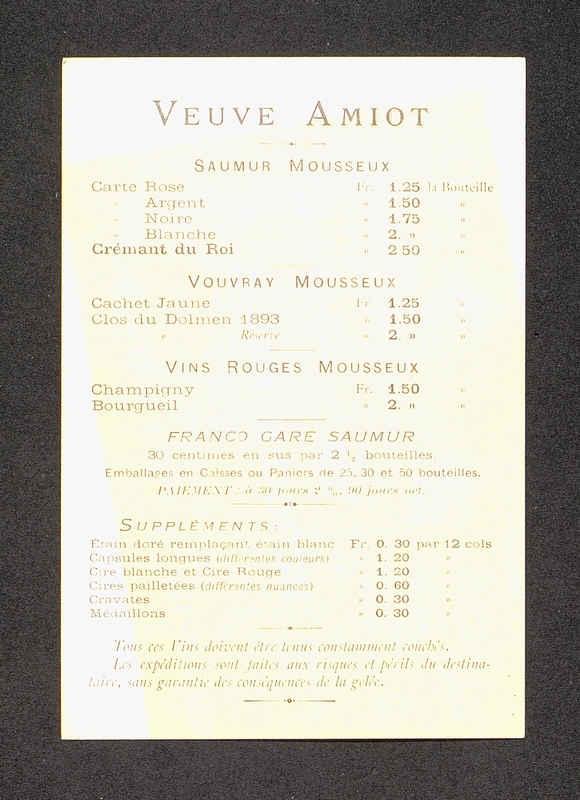 VEUVE AMIOT
SAUMUR MOUSSEUX
Carte Rose Fr. 1.25 la Bouteille
" Argent " 1.50 "
" Noire " 1.75 "
" Blanche " 2. " "
Crémant du Roi " 2 50 "
VOUVRAY MOUSSEUX
Cachet Jaune Fr 1.25 "
Clos du Dolmen 1893 " 1.50 "
" Réserve " 2. " "
VINS ROUGES MOUSSEUX
Champigny Fr. 1.50 "
Bourgueil " 2. " "
FRANCO GARE SAUMUR
30 centimes en sus par 2 ½ bouteilles.
Emballages en Caisses ou Paniers de 25, 30 et 50 bouteilles.
PAIEMENT : à 30 jours 2 %, 90 jours net.
SUPPLÉMENTS:
Étain doré remplaçant étain blanc Fr. 0. 30 par 12 cols
Capsules longues (différentes couleurs) " 1. 20 "
Cire blanche et Cire Rouge " 1. 20 "
Cires pailletées (différentes nuances) " 0. 60 "
Cravates " 0. 30 "
Médaillons " 0. 30 "
Tous ces Vins doivent être tenus constamment couchés.
Les expéditions sont faites aux risques et périls du destina-
taire, sans garantie des conséquences de la gelée.